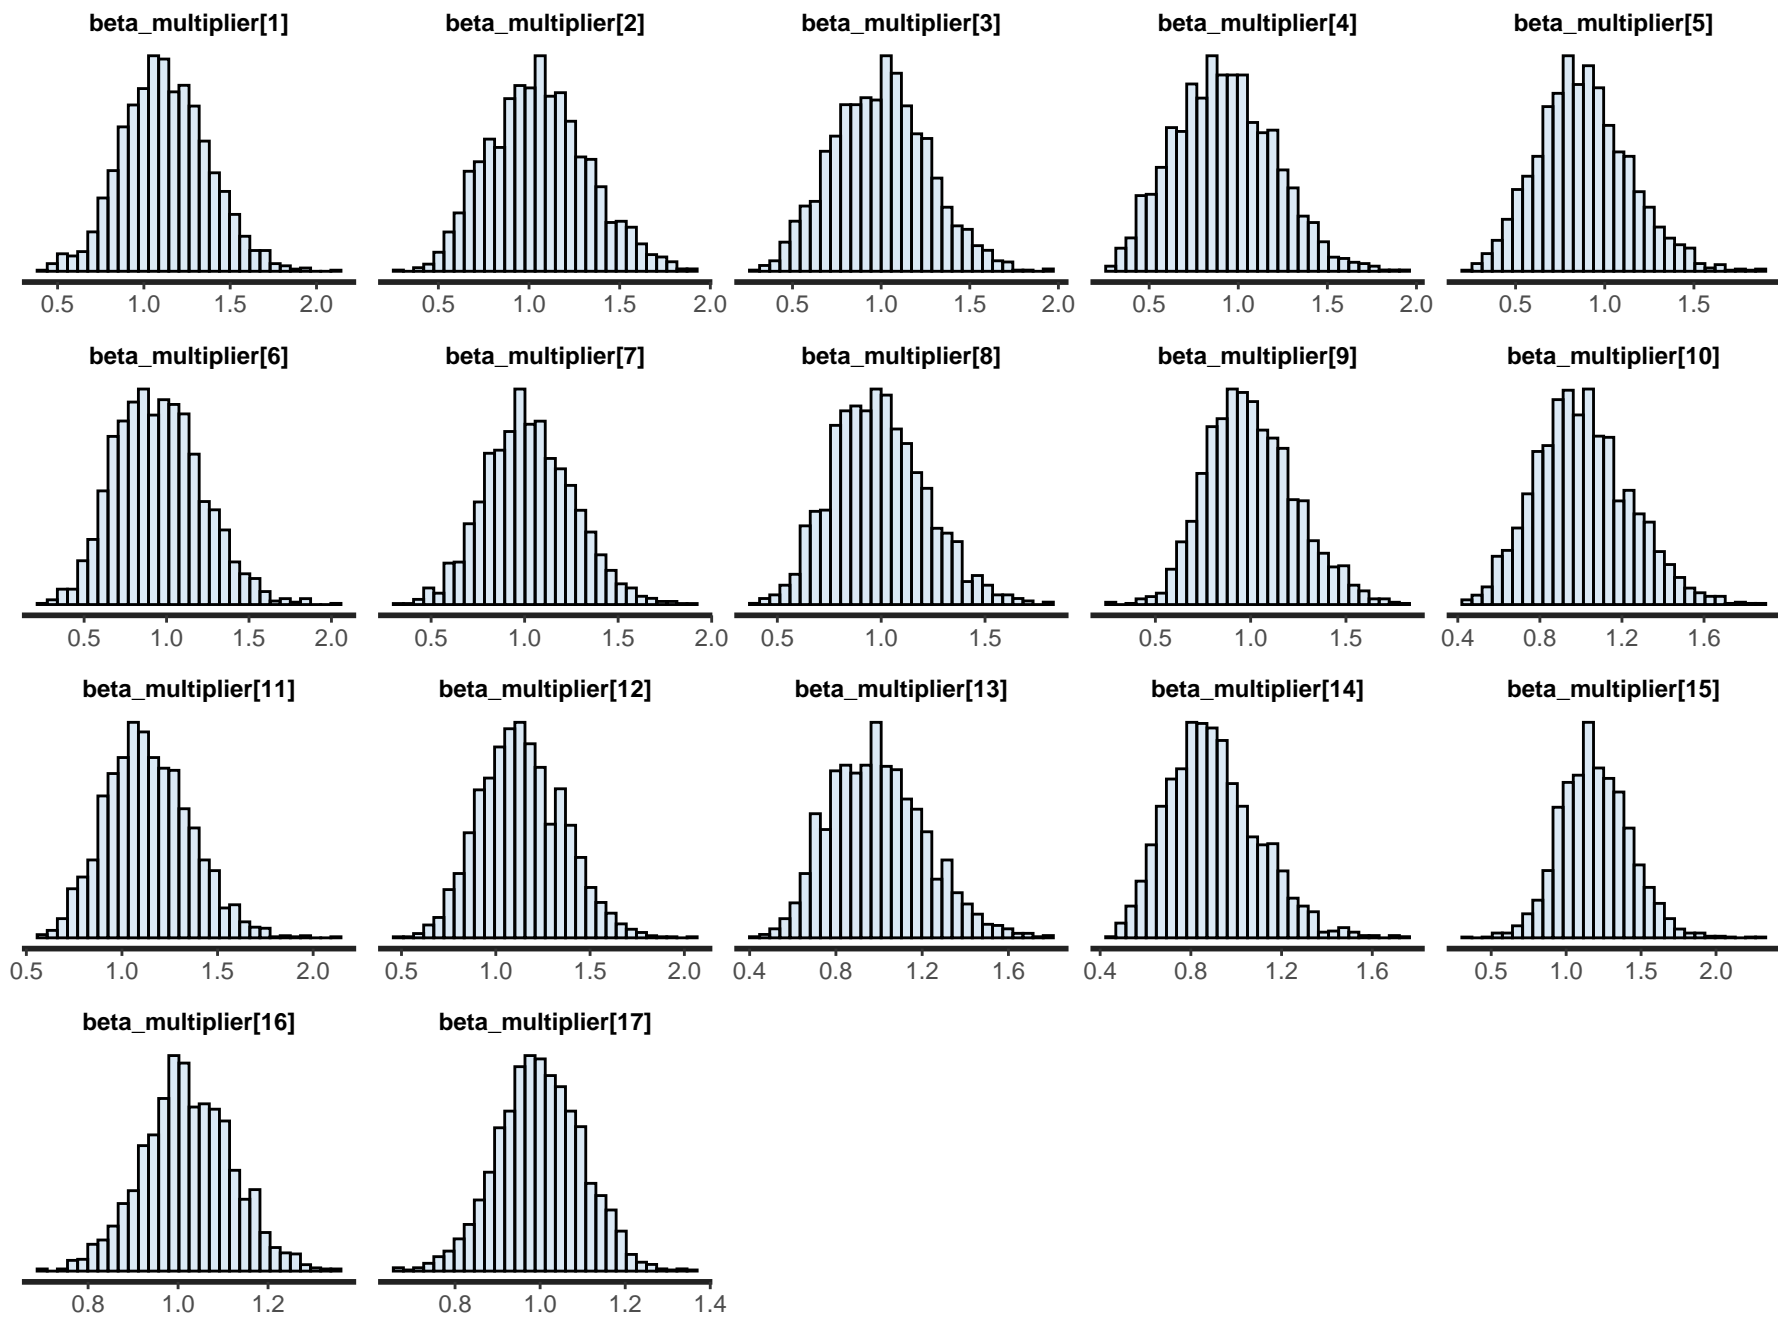 beta_multiplier[1] beta_multiplier[2] beta_multiplier[3] beta_multiplier[4] beta_multiplier[5]
0.5 1.0 1.5 2.0 0.5 1.0 1.5 2.0 0.5 1.0 1.5 2.0 0.5 1.0 1.5 2.0 0.5 1.0 1.5
beta_multiplier[6] beta_multiplier[7] beta_multiplier[8] beta_multiplier[9] beta_multiplier[10]
0.5 1.0 1.5 2.0 0.5 1.0 1.5 2.0 0.5 1.0 1.5 0.5 1.0 1.5 0.4 0.8 1.2 1.6
beta_multiplier[11] beta_multiplier[12] beta_multiplier[13] beta_multiplier[14] beta_multiplier[15]
0.5 1.0 1.5 2.0 0.5 1.0 1.5 2.0 0.4 0.8 1.2 1.6 0.4 0.8 1.2 1.6 0.5 1.0 1.5 2.0
beta_multiplier[16] beta_multiplier[17]
0.8 1.0 1.2 0.8 1.0 1.2 1.4